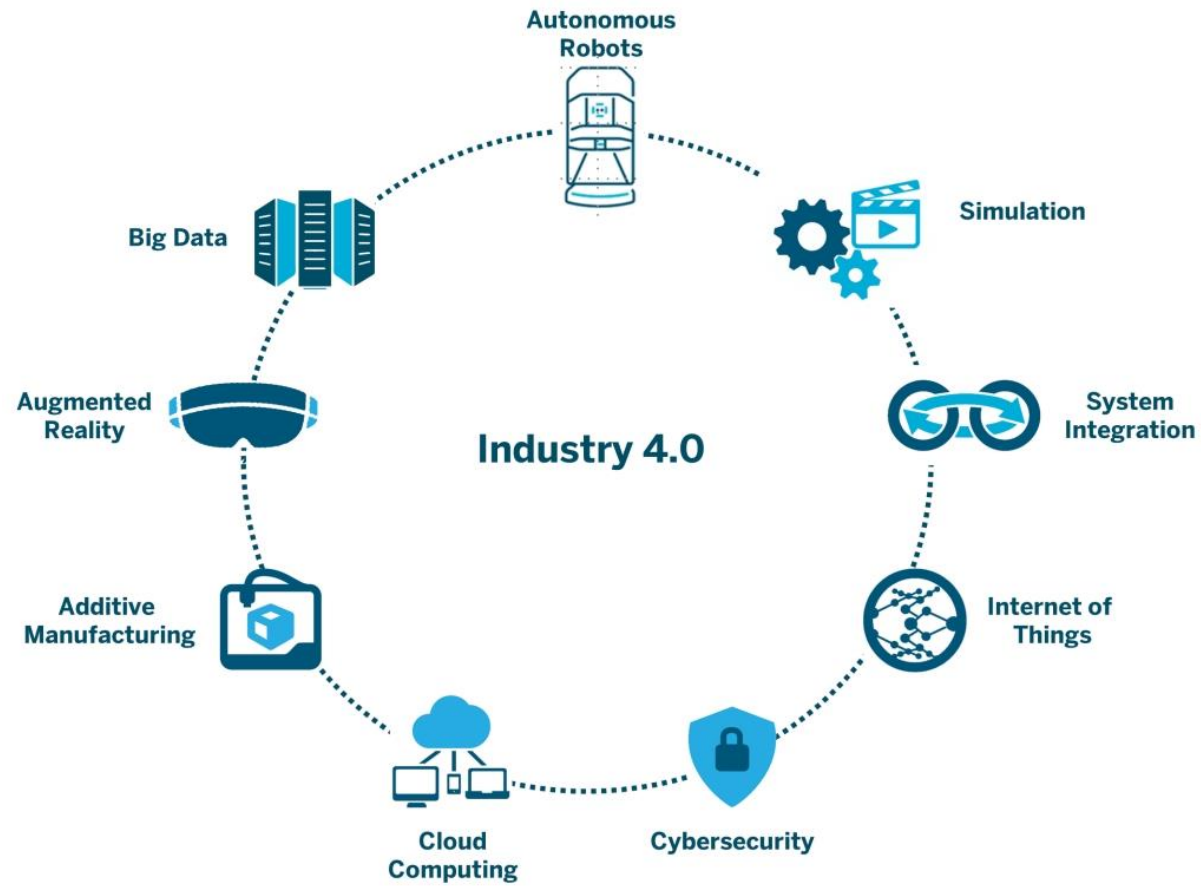 Autonomous
Robots
Simulation
Big Data
Augmented
Reality
System
Integration
Industry 4.0
Additive
Manufacturing
Internet of
Things
Cloud
Computing
Cybersecurity